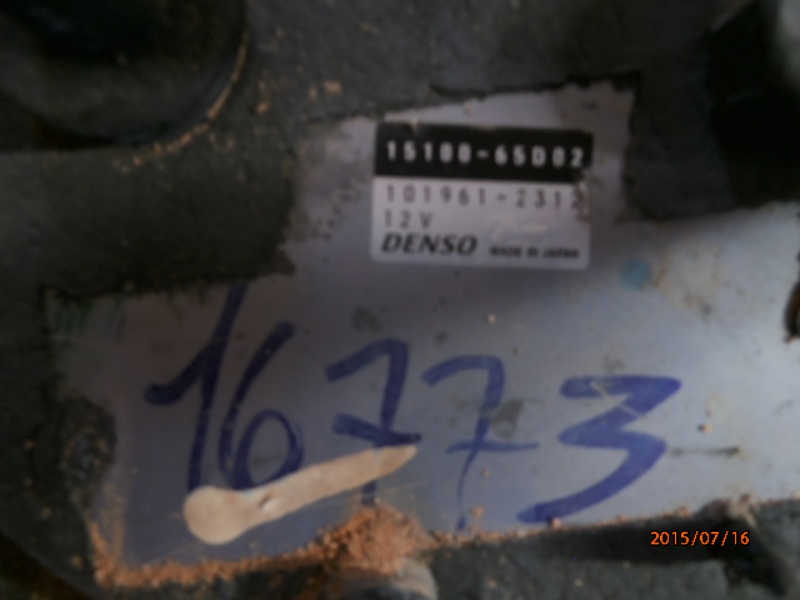 15100-65D02
101961-2312
12V
DENSO MADE IN JAPAN
16773
2015/07/16